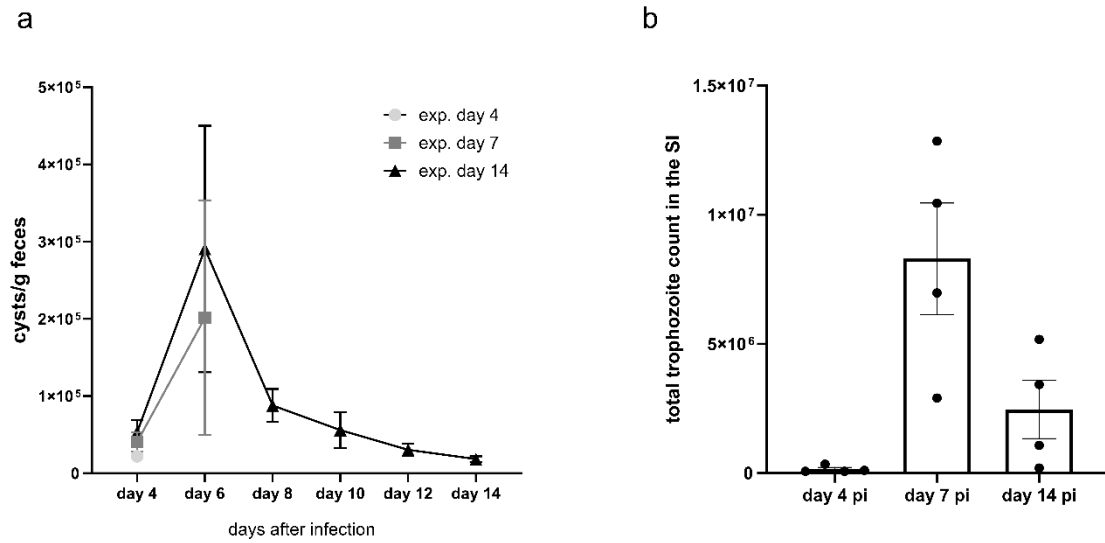 a
cysts/g feces
5×10⁵
4×10⁵
3×10⁵
2×10⁵
1×10⁵
0
exp. day 4
exp. day 7
exp. day 14
day 4
day 6
day 8
day 10
day 12
day 14
days after infection
b
total trophozoite count in the SI
1.5×10⁷
1×10⁷
5×10⁶
0
day 4 pi
day 7 pi
day 14 pi